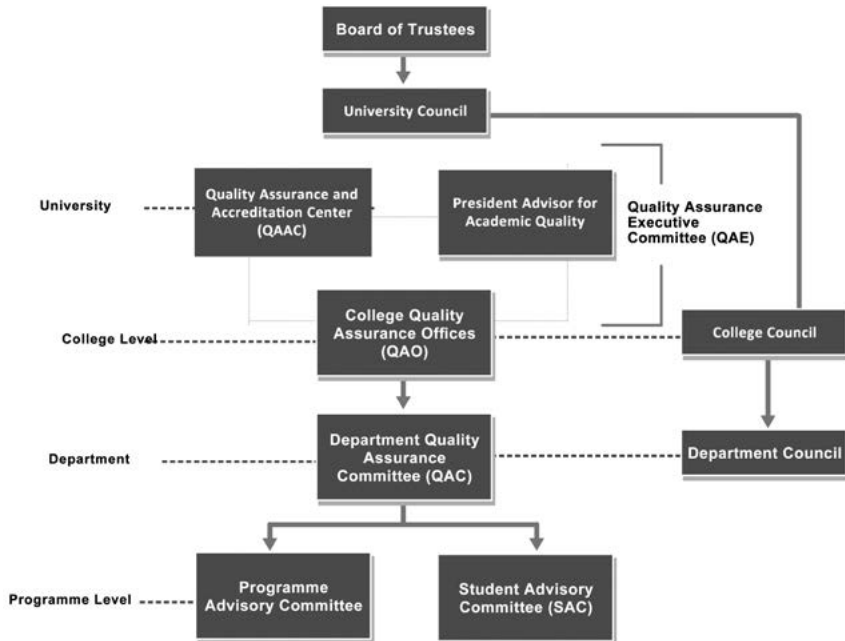 Board of Trustees
University Council
University
Quality Assurance and
Accreditation Center
(QAAC)
President Advisor for
Academic Quality
Quality Assurance
Executive
Committee (QAE)
College Level
College Quality
Assurance Offices
(QAO)
College Council
Department
Department Quality
Assurance
Committee (QAC)
Department Council
Programme Level
Programme
Advisory Committee
Student Advisory
Committee (SAC)